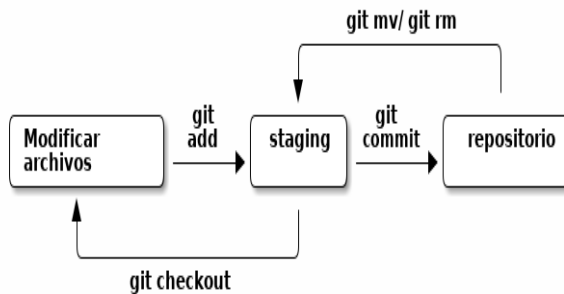 git mv/ git rm
git
add
git
commit
Modificar
archivos
staging
repositorio
git checkout